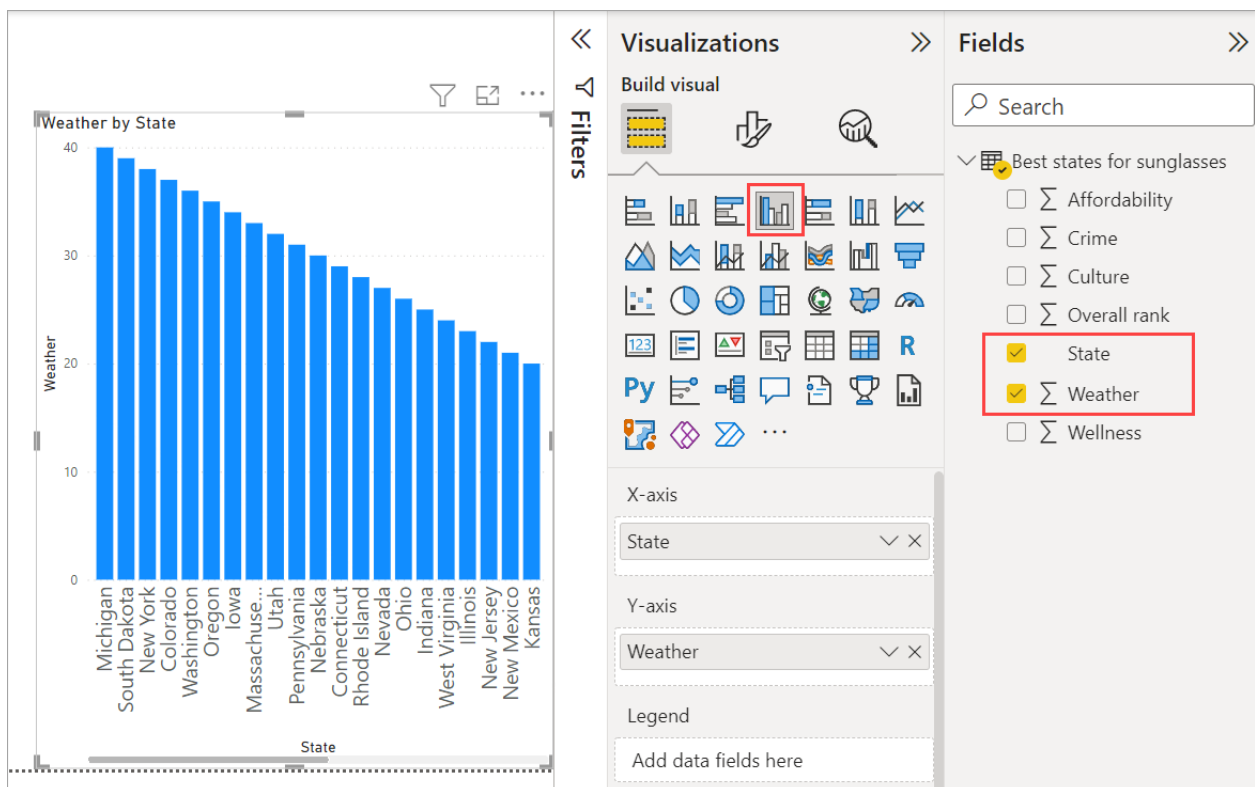 Weather by State
40
30
20
10
0
Weather
Michigan
South Dakota
New York
Colorado
Washington
Oregon
Iowa
Massachuse...
Utah
Pennsylvania
Nebraska
Connecticut
Rhode Island
Nevada
Ohio
Indiana
West Virginia
Illinois
New Jersey
New Mexico
Kansas
State
Filters
Visualizations
Build visual
123
R
Py
X-axis
State
Y-axis
Weather
Legend
Add data fields here
Fields
Search
Best states for sunglasses
∑ Affordability
∑ Crime
∑ Culture
∑ Overall rank
State
∑ Weather
∑ Wellness